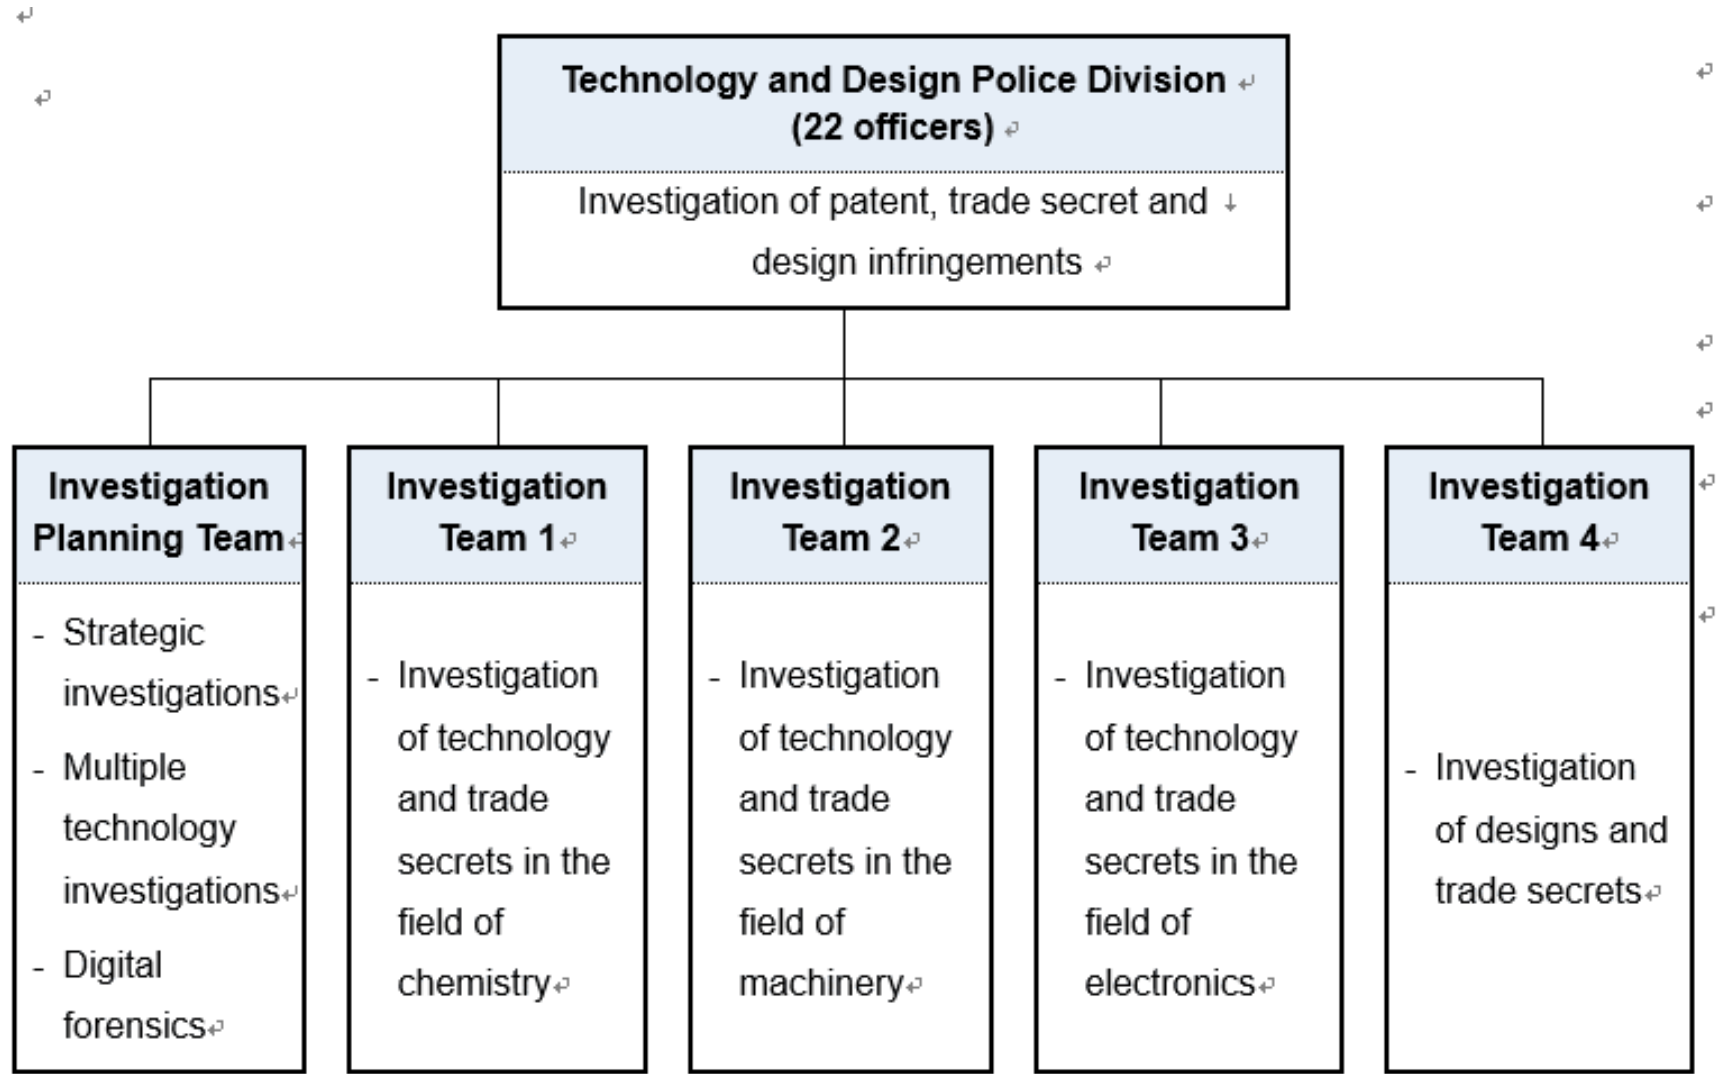 Technology and Design Police Division
(22 officers)
Investigation of patent, trade secret and
design infringements
Investigation
Planning Team
- Strategic
investigations
- Multiple
technology
investigations
- Digital
forensics
Investigation
Team 1
- Investigation
of technology
and trade
secrets in the
field of
chemistry
Investigation
Team 2
- Investigation
of technology
and trade
secrets in the
field of
machinery
Investigation
Team 3
- Investigation
of technology
and trade
secrets in the
field of
electronics
Investigation
Team 4
- Investigation
of designs and
trade secrets